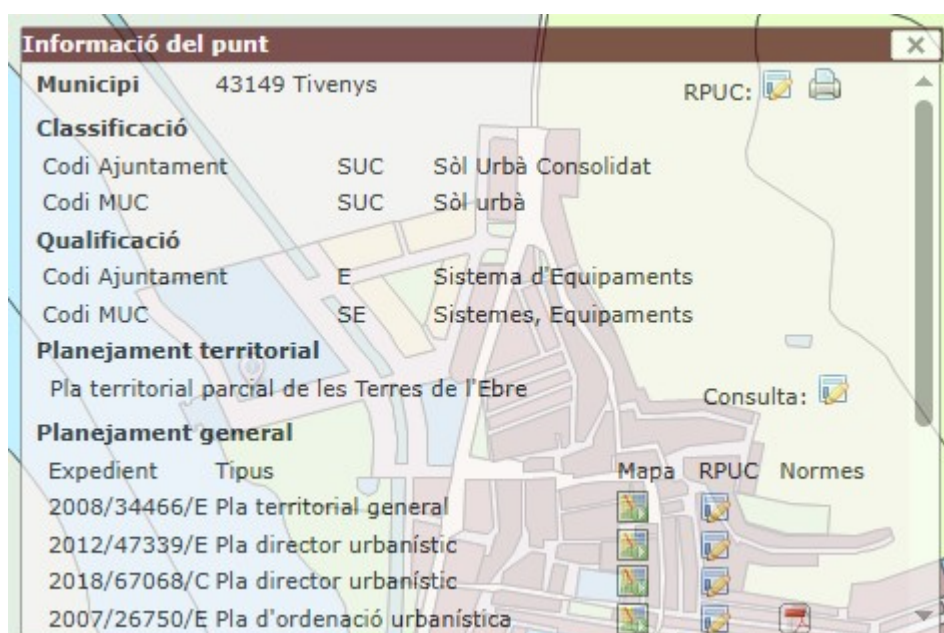 Informació del punt
Municipi 43149 Tivenys RPUC:
Classificació
Codi Ajuntament SUC Sòl Urbà Consolidat
Codi MUC SUC Sòl urbà
Qualificació
Codi Ajuntament E Sistema d'Equipaments
Codi MUC SE Sistemes, Equipaments
Planejament territorial
Pla territorial parcial de les Terres de l'Ebre Consulta:
Planejament general
Expedient Tipus Mapa RPUC Normes
2008/34466/E Pla territorial general
2012/47339/E Pla director urbanístic
2018/67068/C Pla director urbanístic
2007/26750/E Pla d'ordenació urbanística